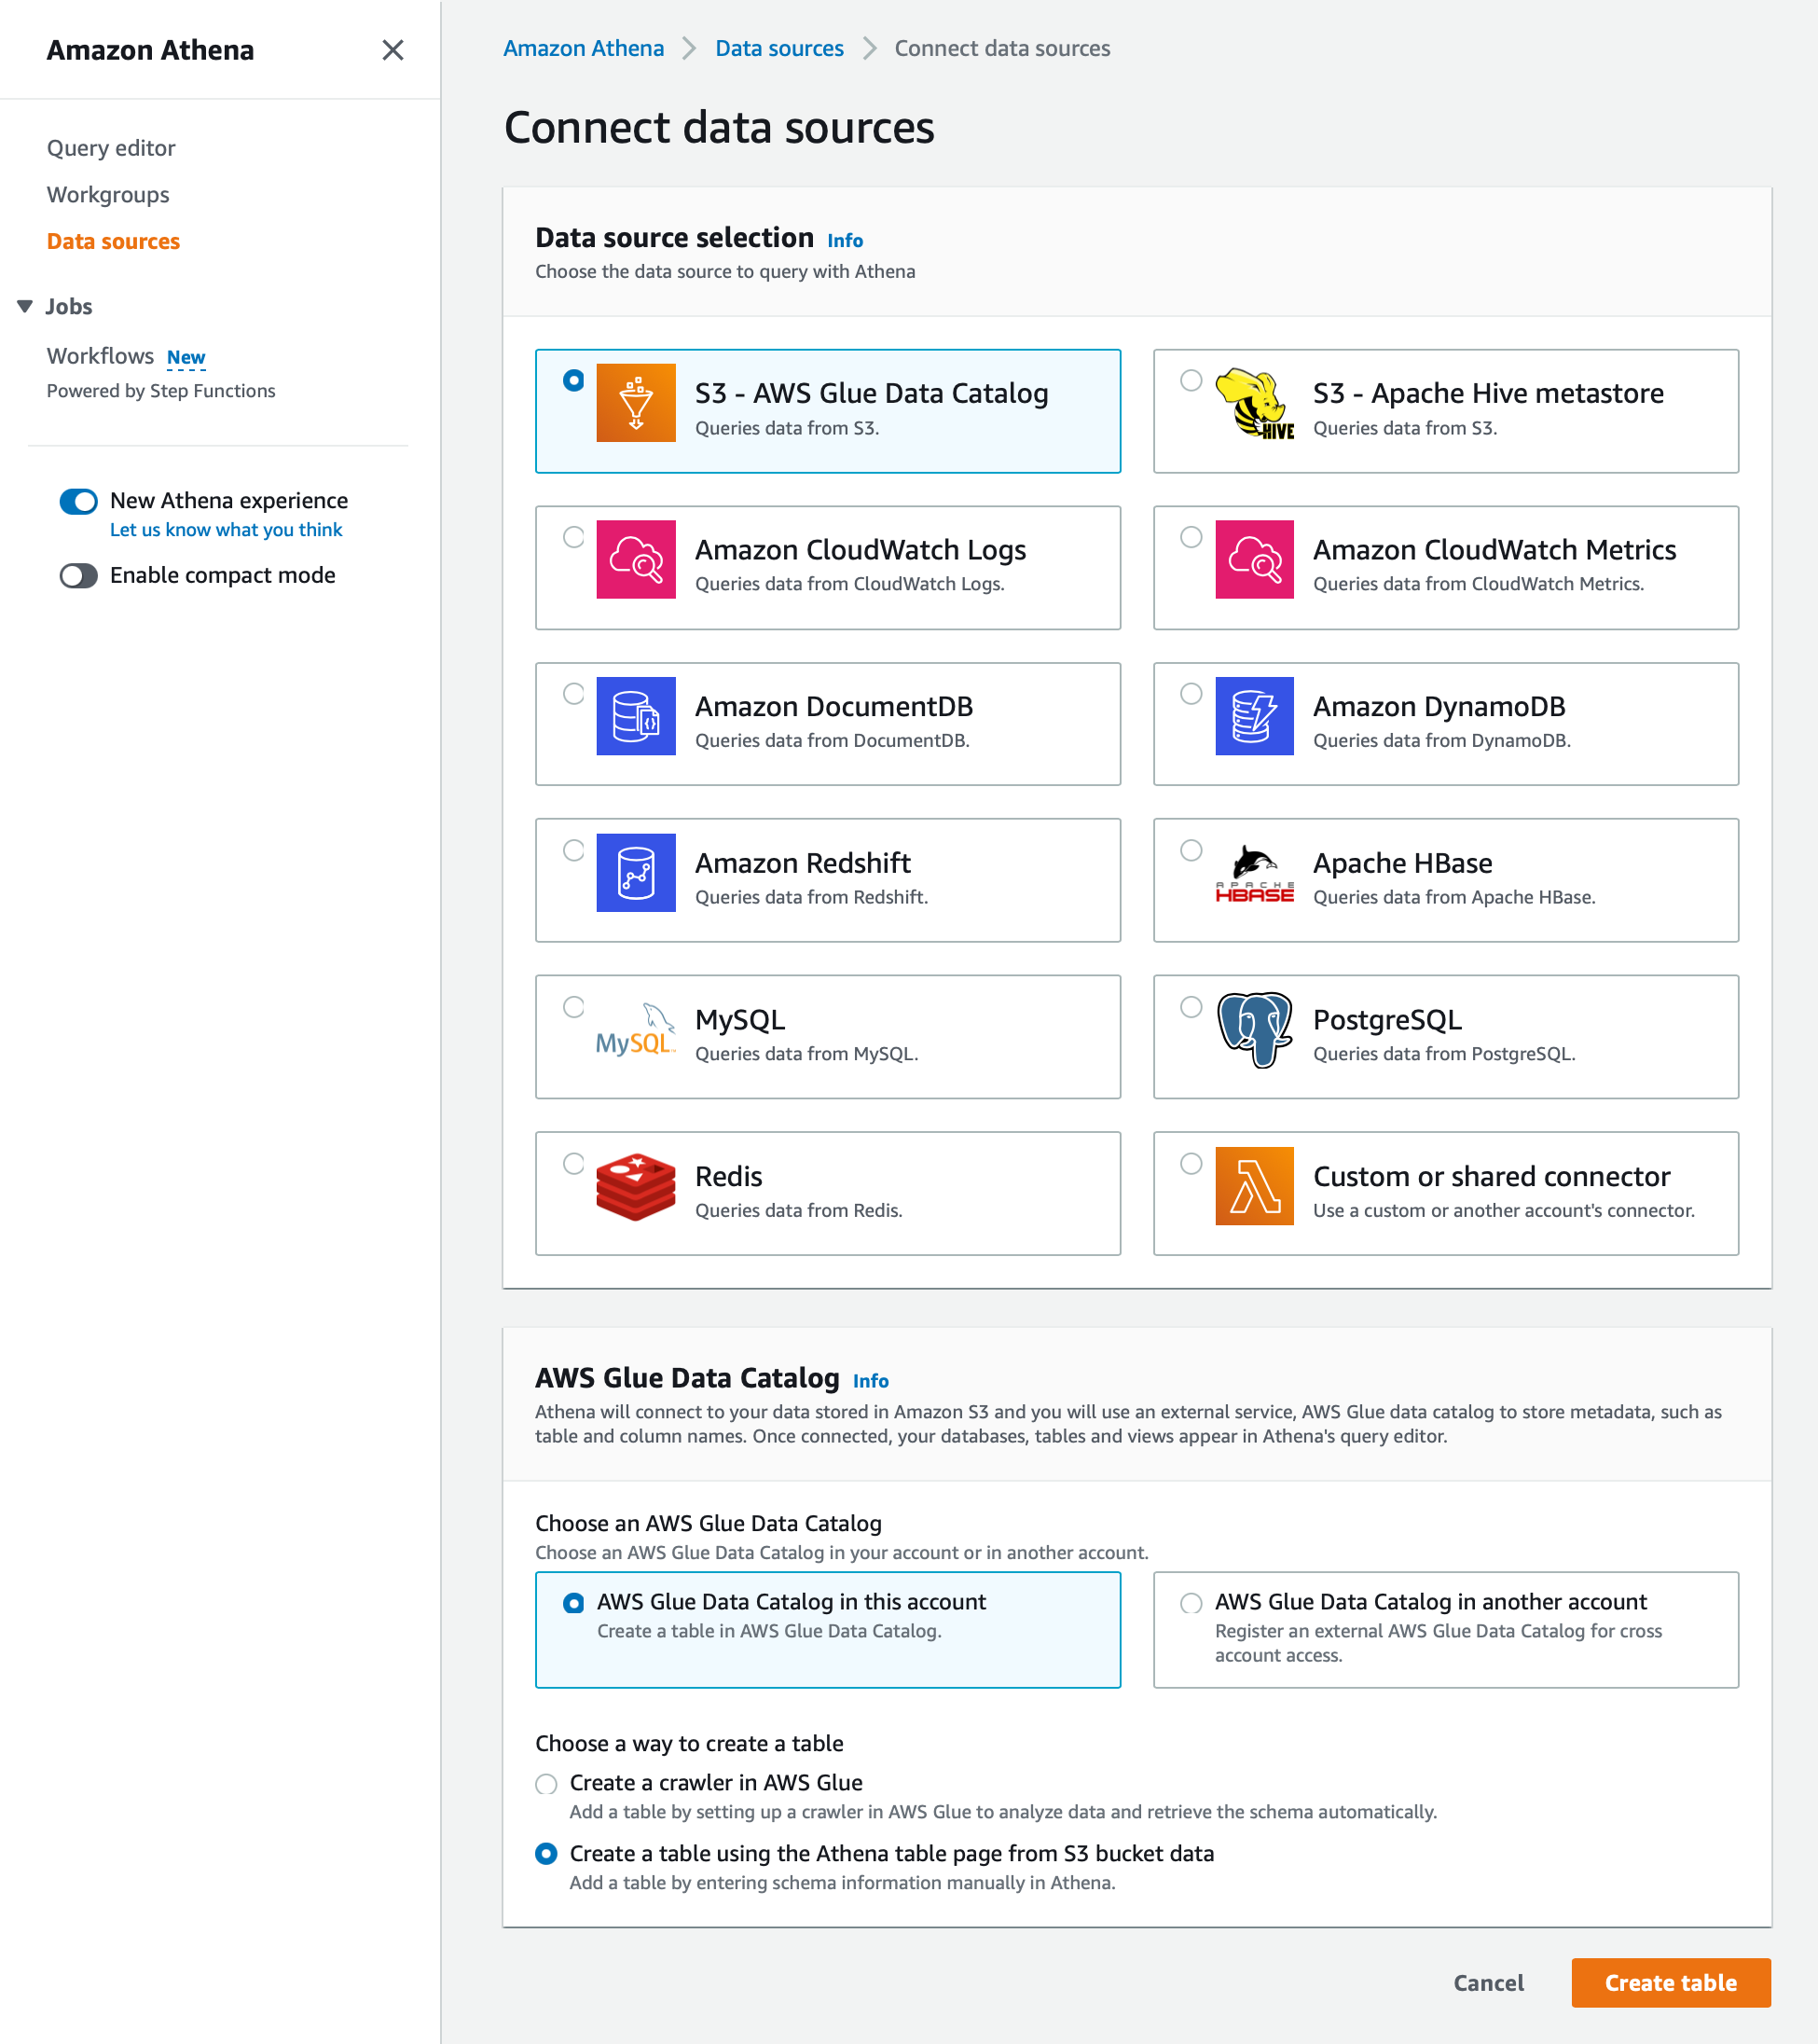 Amazon Athena
Query editor
Workgroups
Data sources
Jobs
Workflows New
Powered by Step Functions
New Athena experience
Let us know what you think
Enable compact mode
Amazon Athena > Data sources > Connect data sources
Connect data sources
Data source selection Info
Choose the data source to query with Athena
S3 - AWS Glue Data Catalog
Queries data from S3.
HIVE
S3 - Apache Hive metastore
Queries data from S3.
Amazon CloudWatch Logs
Queries data from CloudWatch Logs.
Amazon CloudWatch Metrics
Queries data from CloudWatch Metrics.
Amazon DocumentDB
Queries data from DocumentDB.
Amazon DynamoDB
Queries data from DynamoDB.
Amazon Redshift
Queries data from Redshift.
APACHE
HBASE
Apache HBase
Queries data from Apache HBase.
MySQL
MySQL
Queries data from MySQL.
PostgreSQL
Queries data from PostgreSQL.
Redis
Queries data from Redis.
Custom or shared connector
Use a custom or another account's connector.
AWS Glue Data Catalog Info
Athena will connect to your data stored in Amazon S3 and you will use an external service, AWS Glue data catalog to store metadata, such as
table and column names. Once connected, your databases, tables and views appear in Athena's query editor.
Choose an AWS Glue Data Catalog
Choose an AWS Glue Data Catalog in your account or in another account.
AWS Glue Data Catalog in this account
Create a table in AWS Glue Data Catalog.
AWS Glue Data Catalog in another account
Register an external AWS Glue Data Catalog for cross
account access.
Choose a way to create a table
Create a crawler in AWS Glue
Add a table by setting up a crawler in AWS Glue to analyze data and retrieve the schema automatically.
Create a table using the Athena table page from S3 bucket data
Add a table by entering schema information manually in Athena.
Cancel
Create table